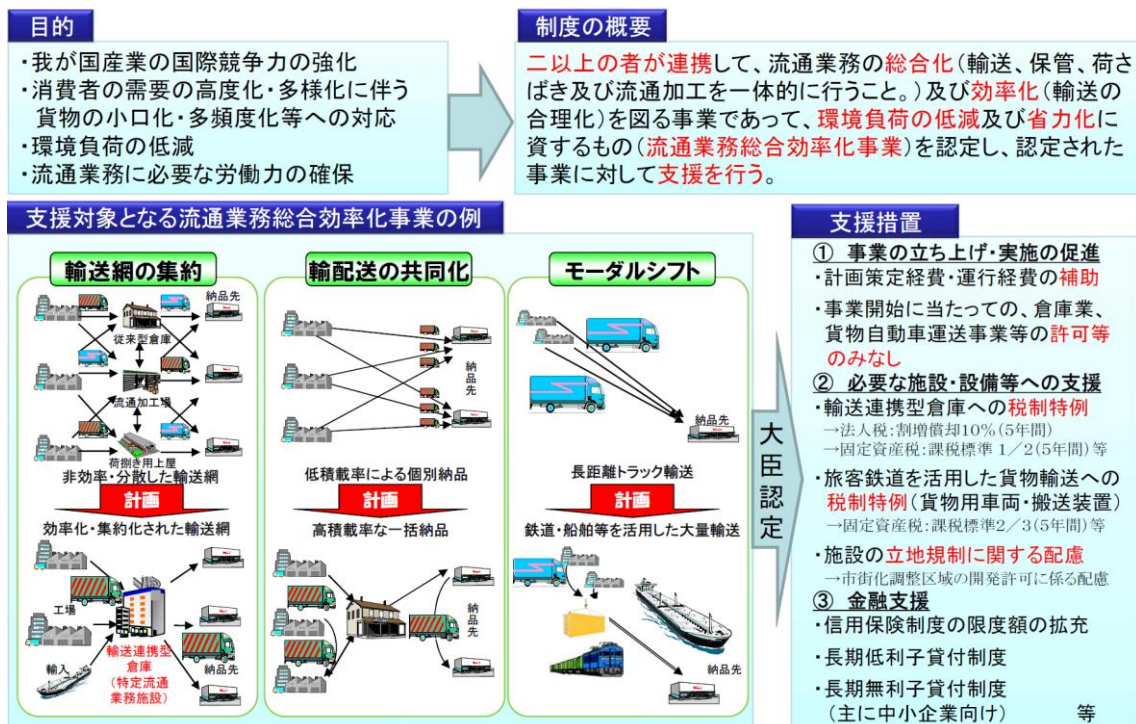 目的
・我が国産業の国際競争力の強化
・消費者の需要の高度化・多様化に伴う
貨物の小口化・多頻度化等への対応
・環境負荷の低減
・流通業務に必要な労働力の確保
制度の概要
二以上の者が連携して、流通業務の総合化(輸送、保管、荷さ
ばき及び流通加工を一体的に行うこと。)及び効率化(輸送の
合理化)を図る事業であって、環境負荷の低減及び省力化に
資するもの(流通業務総合効率化事業)を認定し、認定された
事業に対して支援を行う。
支援対象となる流通業務総合効率化事業の例
輸送網の集約
納品先
従来型倉庫
流通加工場
荷捌き用上屋
非効率・分散した輸送網
計画
効率化・集約化された輸送網
工場
輸入
輸送連携型
倉庫
(特定流通
業務施設)
納品先
輸配送の共同化
納品先
低積載率による個別納品
計画
高積載率な一括納品
納品先
モーダルシフト
納品先
長距離トラック輸送
計画
鉄道・船舶等を活用した大量輸送
納品先
大臣認定
支援措置
① 事業の立ち上げ・実施の促進
・計画策定経費・運行経費の補助
・事業開始に当たっての、倉庫業、
貨物自動車運送事業等の許可等
のみなし
② 必要な施設・設備等への支援
・輸送連携型倉庫への税制特例
→法人税:割増償却10%(5年間)
→固定資産税:課税標準 1/2(5年間)等
・旅客鉄道を活用した貨物輸送への
税制特例(貨物用車両・搬送装置)
→固定資産税:課税標準2/3(5年間)等
・施設の立地規制に関する配慮
→市街化調整区域の開発許可に係る配慮
③ 金融支援
・信用保険制度の限度額の拡充
・長期低利子貸付制度
・長期無利子貸付制度
(主に中小企業向け) 等